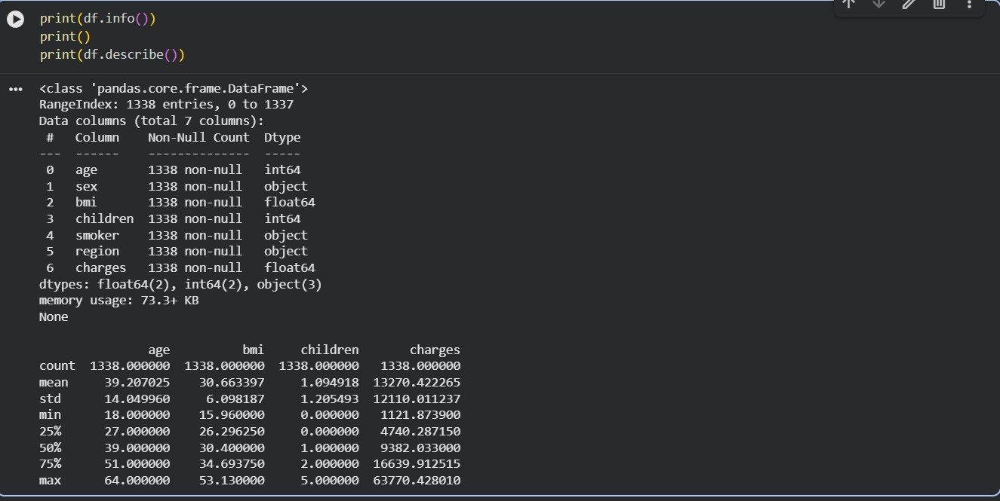 print(df.info())
print()
print(df.describe())
<class 'pandas.core.frame.DataFrame'>
RangeIndex: 1338 entries, 0 to 1337
Data columns (total 7 columns):
 #   Column    Non-Null Count  Dtype
---  ------    --------------  -----
 0   age       1338 non-null   int64
 1   sex       1338 non-null   object
 2   bmi       1338 non-null   float64
 3   children  1338 non-null   int64
 4   smoker    1338 non-null   object
 5   region    1338 non-null   object
 6   charges   1338 non-null   float64
dtypes: float64(2), int64(2), object(3)
memory usage: 73.3+ KB
None
               age          bmi     children       charges
count  1338.000000  1338.000000  1338.000000   1338.000000
mean     39.207025    30.663397     1.094918  13270.422265
std      14.049960     6.098187     1.205493  12110.011237
min      18.000000    15.960000     0.000000   1121.873900
25%      27.000000    26.296250     0.000000   4740.287150
50%      39.000000    30.400000     1.000000   9382.033000
75%      51.000000    34.693750     2.000000  16639.912515
max      64.000000    53.130000     5.000000  63770.428010